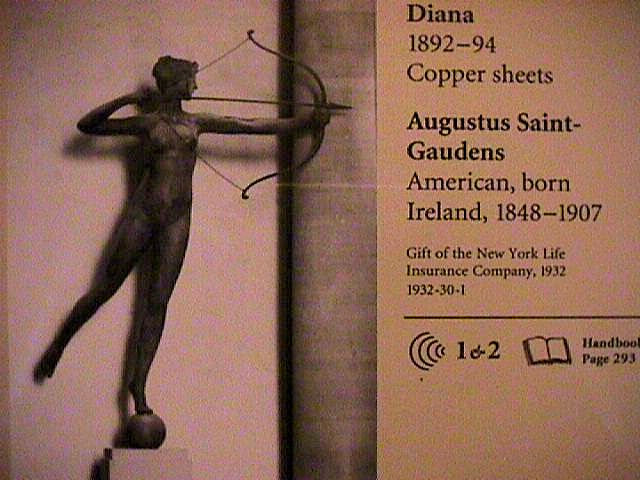 Diana
1892–94
Copper sheets
Augustus Saint-
Gaudens
American, born
Ireland, 1848–1907
Gift of the New York Life
Insurance Company, 1932
1932-30-1
1&2
Handbook
Page 293